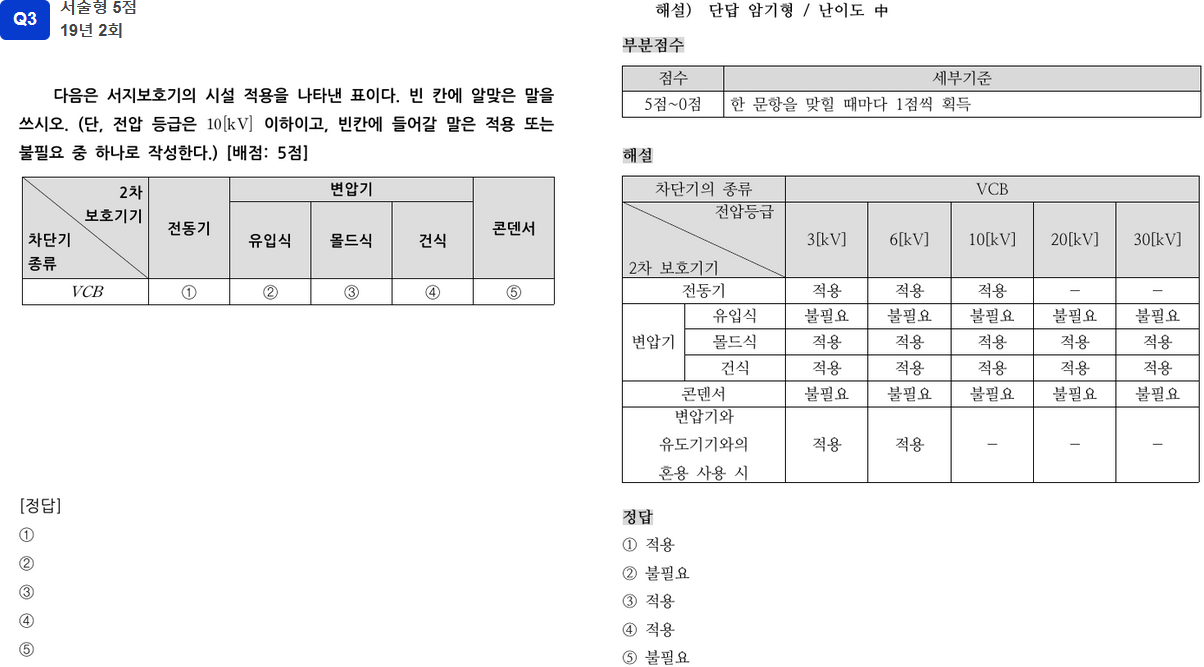 Q3
서술형 5점
19년 2회
다음은 서지보호기의 시설 적용을 나타낸 표이다. 빈 칸에 알맞은 말을
쓰시오. (단, 전압 등급은 10[kV] 이하이고, 빈칸에 들어갈 말은 적용 또는
불필요 중 하나로 작성한다.) [배점: 5점]
2차
보호기기
차단기
종류
전동기
변압기
유입식
몰드식
건식
콘덴서
VCB ① ② ③ ④ ⑤
[정답]
①
②
③
④
⑤
해설) 단답 암기형 / 난이도 中
부분점수
점수 세부기준
5점~0점 한 문항을 맞힐 때마다 1점씩 획득
해설
차단기의 종류 VCB
전압등급
2차 보호기기
3[kV] 6[kV] 10[kV] 20[kV] 30[kV]
전동기 적용 적용 적용 － －
변압기
유입식 불필요 불필요 불필요 불필요 불필요
몰드식 적용 적용 적용 적용 적용
건식 적용 적용 적용 적용 적용
콘덴서 불필요 불필요 불필요 불필요 불필요
변압기와
유도기기와의
혼용 사용 시
적용 적용 － － －
정답
① 적용
② 불필요
③ 적용
④ 적용
⑤ 불필요